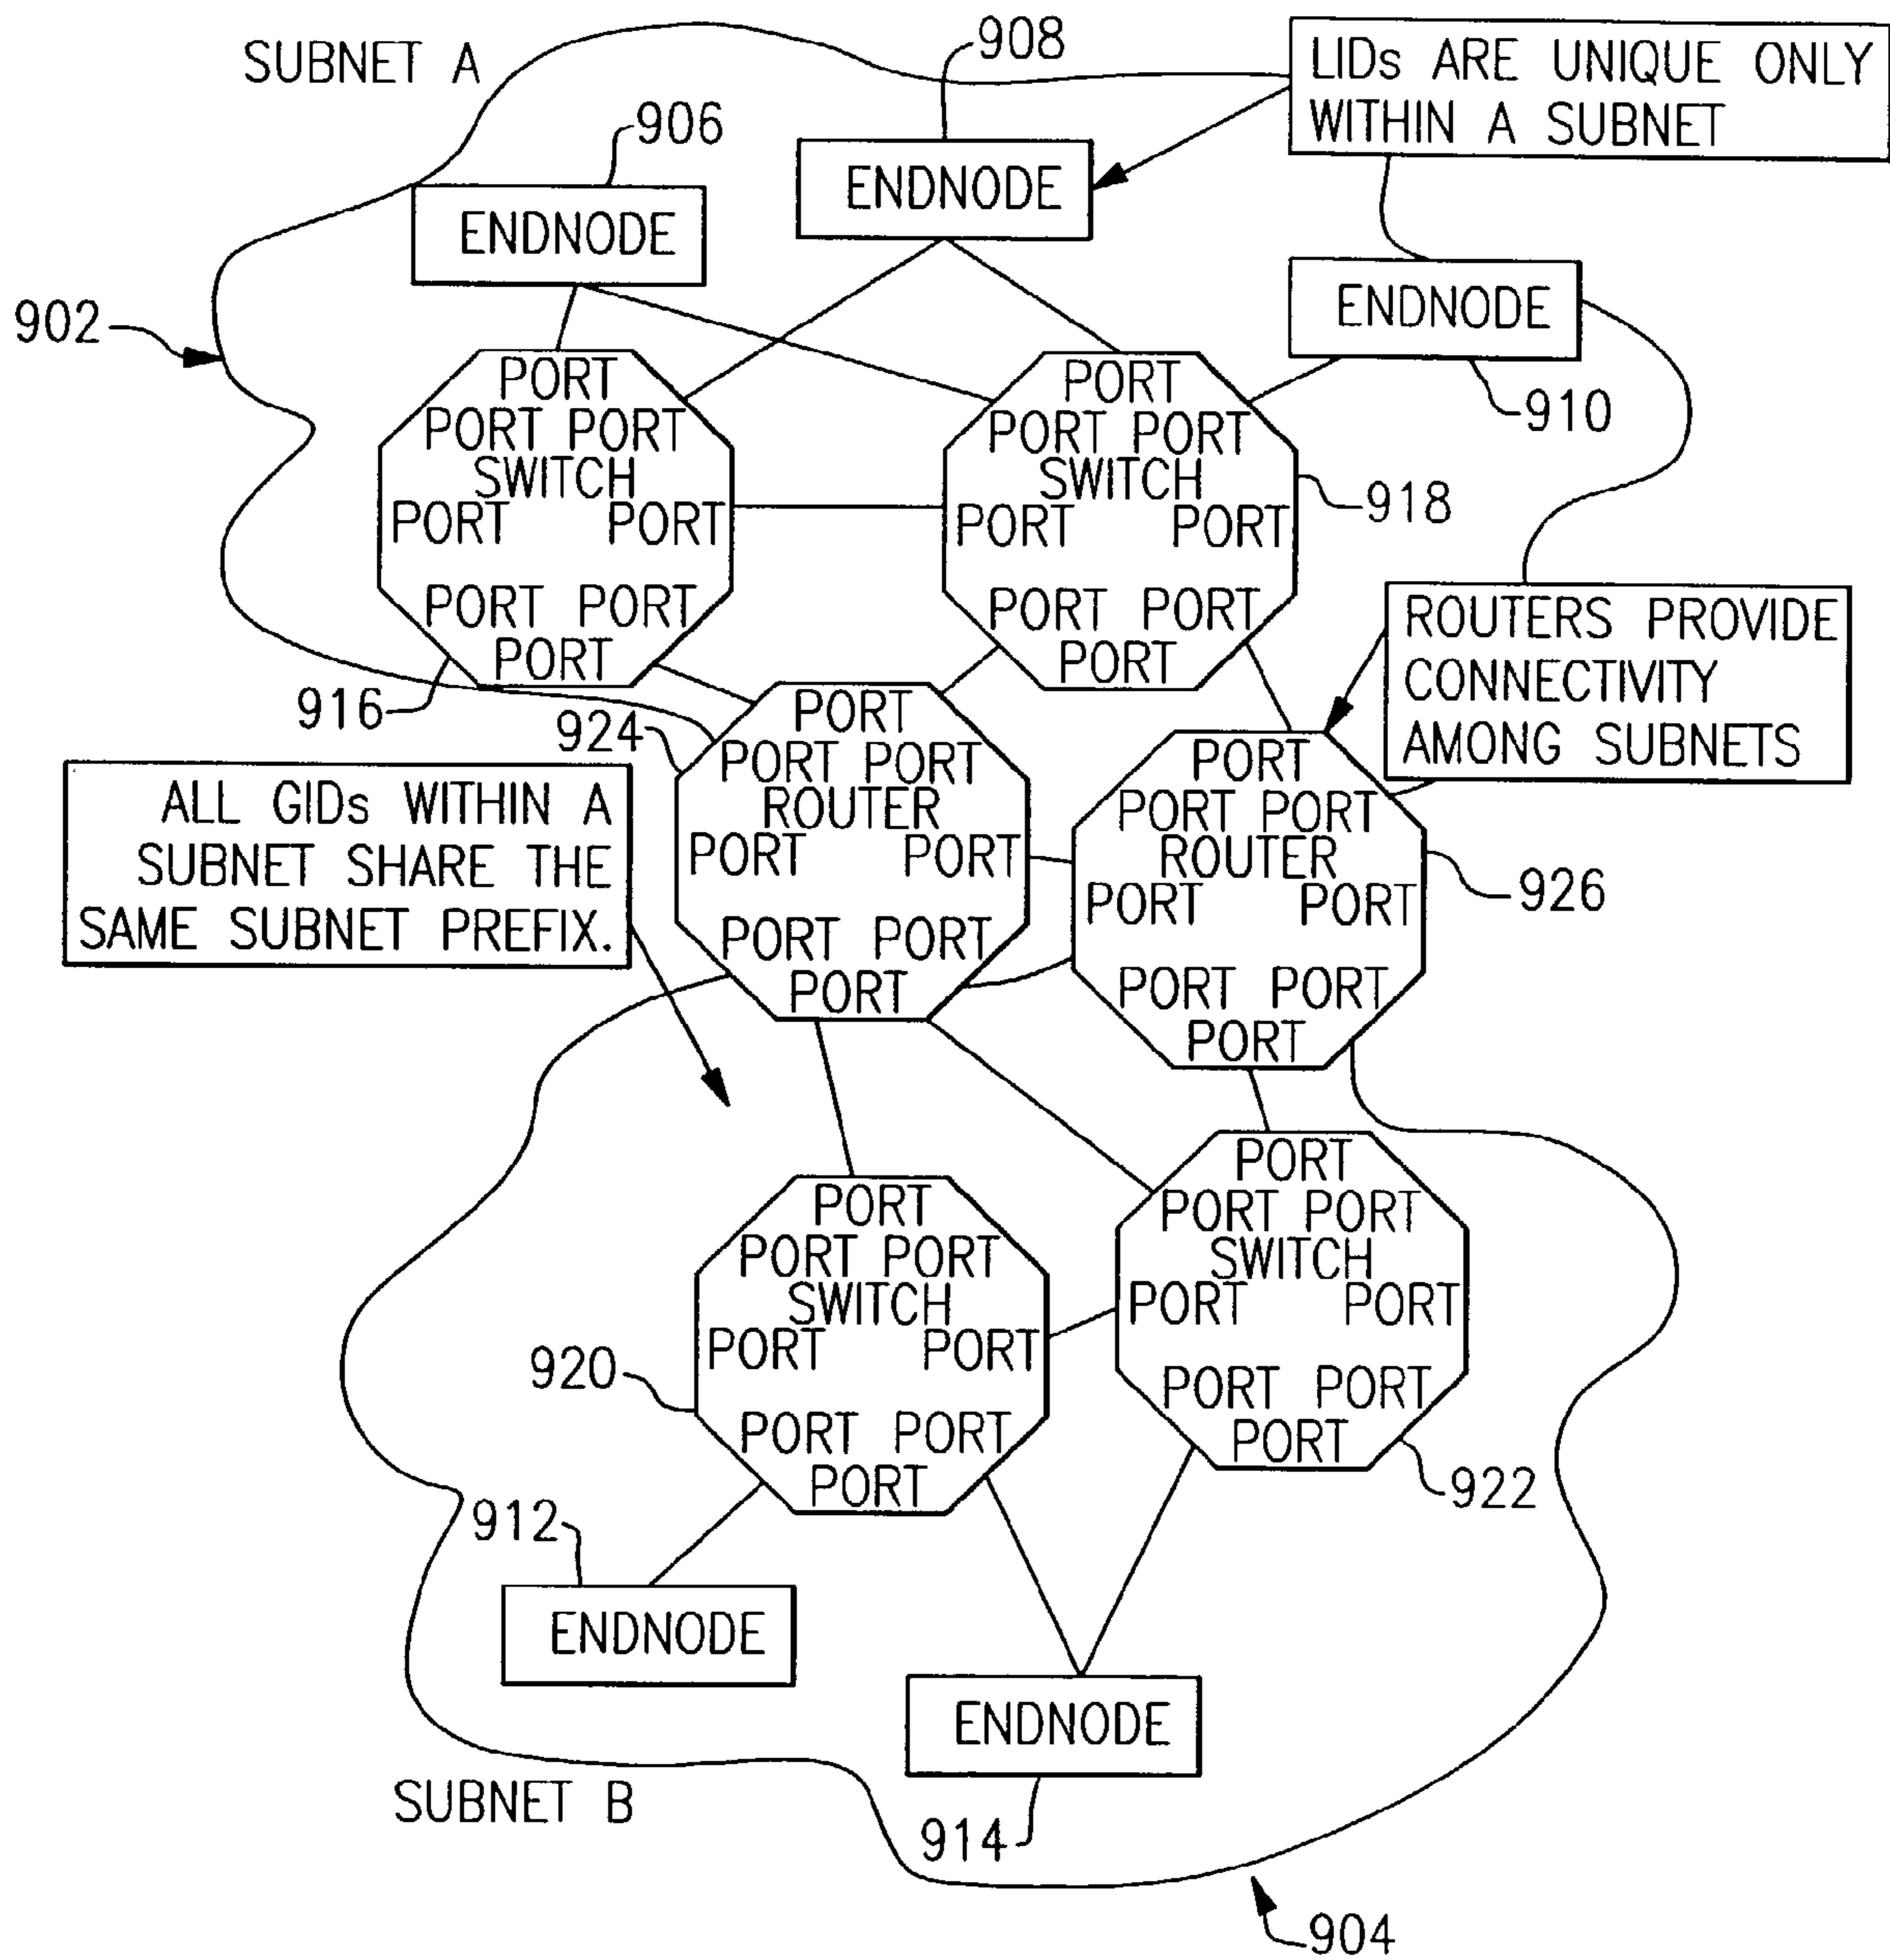 SUBNET A
908
LIDs ARE UNIQUE ONLY
WITHIN A SUBNET
906
ENDNODE
ENDNODE
902
ENDNODE
910
PORT
PORT PORT
SWITCH
PORT PORT
PORT PORT
PORT
916
PORT
PORT PORT
SWITCH
PORT PORT
PORT PORT
PORT
918
ROUTERS PROVIDE
CONNECTIVITY
AMONG SUBNETS
924
PORT
PORT PORT
ROUTER
PORT PORT
PORT PORT
PORT
ALL GIDs WITHIN A
SUBNET SHARE THE
SAME SUBNET PREFIX.
PORT
PORT PORT
ROUTER
PORT PORT
PORT PORT
PORT
926
PORT
PORT PORT
SWITCH
PORT PORT
PORT PORT
PORT
920
PORT
PORT PORT
SWITCH
PORT PORT
PORT PORT
PORT
922
912
ENDNODE
ENDNODE
914
SUBNET B
904